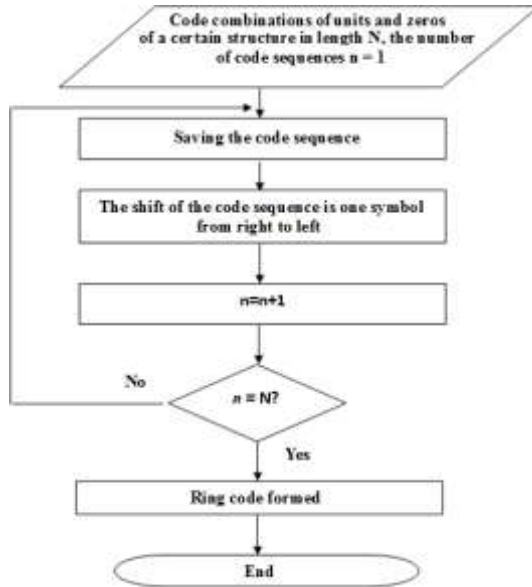 Code combinations of units and zeros
of a certain structure in length N, the number
of code sequences n = 1
Saving the code sequence
The shift of the code sequence is one symbol
from right to left
n=n+1
No
n = N?
Yes
Ring code formed
End